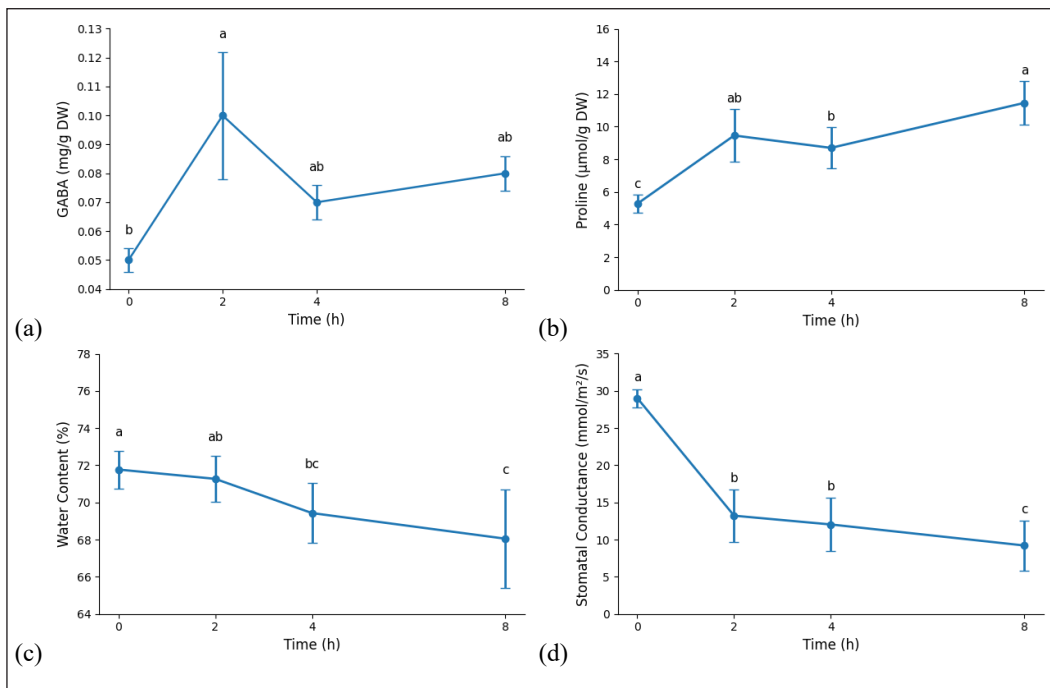 0.13
0.12
0.11
0.10
0.09
0.08
0.07
0.06
0.05
0.04
GABA (mg/g DW)
b
a
ab
ab
0
2
4
8
Time (h)
(a)
16
14
12
10
8
6
4
2
0
Proline (μmol/g DW)
c
ab
b
a
0
2
4
8
Time (h)
(b)
78
76
74
72
70
68
66
64
Water Content (%)
a
ab
bc
c
0
2
4
8
Time (h)
(c)
35
30
25
20
15
10
5
0
Stomatal Conductance (mmol/m²/s)
a
b
b
c
0
2
4
8
Time (h)
(d)